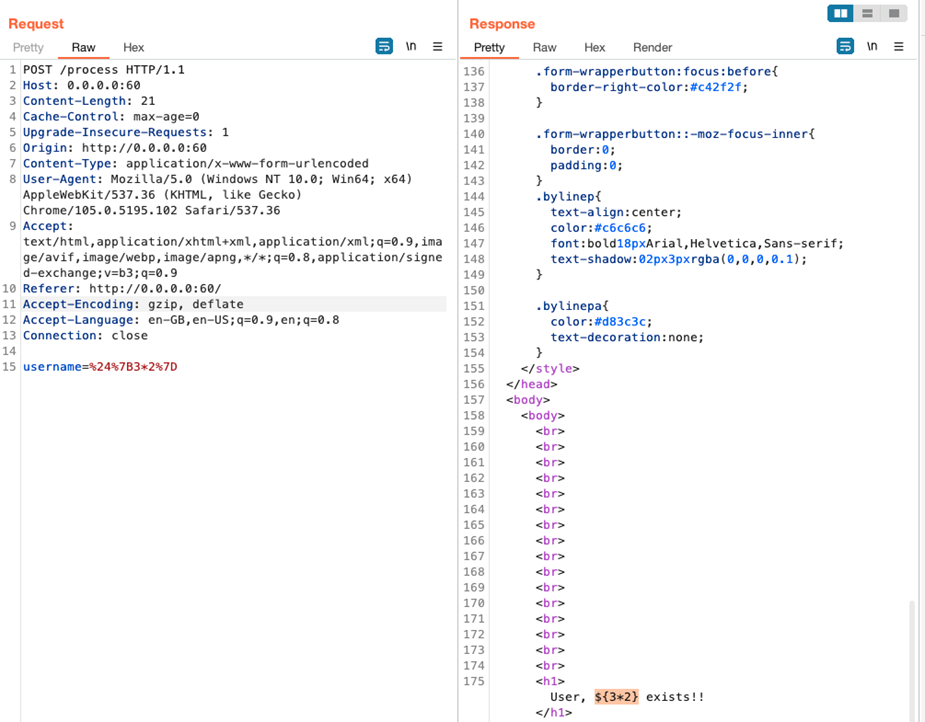 Request
Pretty Raw Hex \n
1 POST /process HTTP/1.1
2 Host: 0.0.0.0:60
3 Content-Length: 21
4 Cache-Control: max-age=0
5 Upgrade-Insecure-Requests: 1
6 Origin: http://0.0.0.0:60
7 Content-Type: application/x-www-form-urlencoded
8 User-Agent: Mozilla/5.0 (Windows NT 10.0; Win64; x64)
AppleWebKit/537.36 (KHTML, like Gecko)
Chrome/105.0.5195.102 Safari/537.36
9 Accept:
text/html,application/xhtml+xml,application/xml;q=0.9,ima
ge/avif,image/webp,image/apng,*/*;q=0.8,application/signe
d-exchange;v=b3;q=0.9
10 Referer: http://0.0.0.0:60/
11 Accept-Encoding: gzip, deflate
12 Accept-Language: en-GB,en-US;q=0.9,en;q=0.8
13 Connection: close
14
15 username=%24%7B3*2%7D
Response
Pretty Raw Hex Render \n
136 .form-wrapperbutton:focus:before{
137 border-right-color:#c42f2f;
138 }
139
140 .form-wrapperbutton::-moz-focus-inner{
141 border:0;
142 padding:0;
143 }
144 .bylinep{
145 text-align:center;
146 color:#c6c6c6;
147 font:bold18pxArial,Helvetica,Sans-serif;
148 text-shadow:02px3pxrgba(0,0,0,0.1);
149 }
150
151 .bylinepa{
152 color:#d83c3c;
153 text-decoration:none;
154 }
155 </style>
156 </head>
157 <body>
158 <body>
159 <br>
160 <br>
161 <br>
162 <br>
163 <br>
164 <br>
165 <br>
166 <br>
167 <br>
168 <br>
169 <br>
170 <br>
171 <br>
172 <br>
173 <br>
174 <br>
175 <h1>
User, ${3*2} exists!!
</h1>